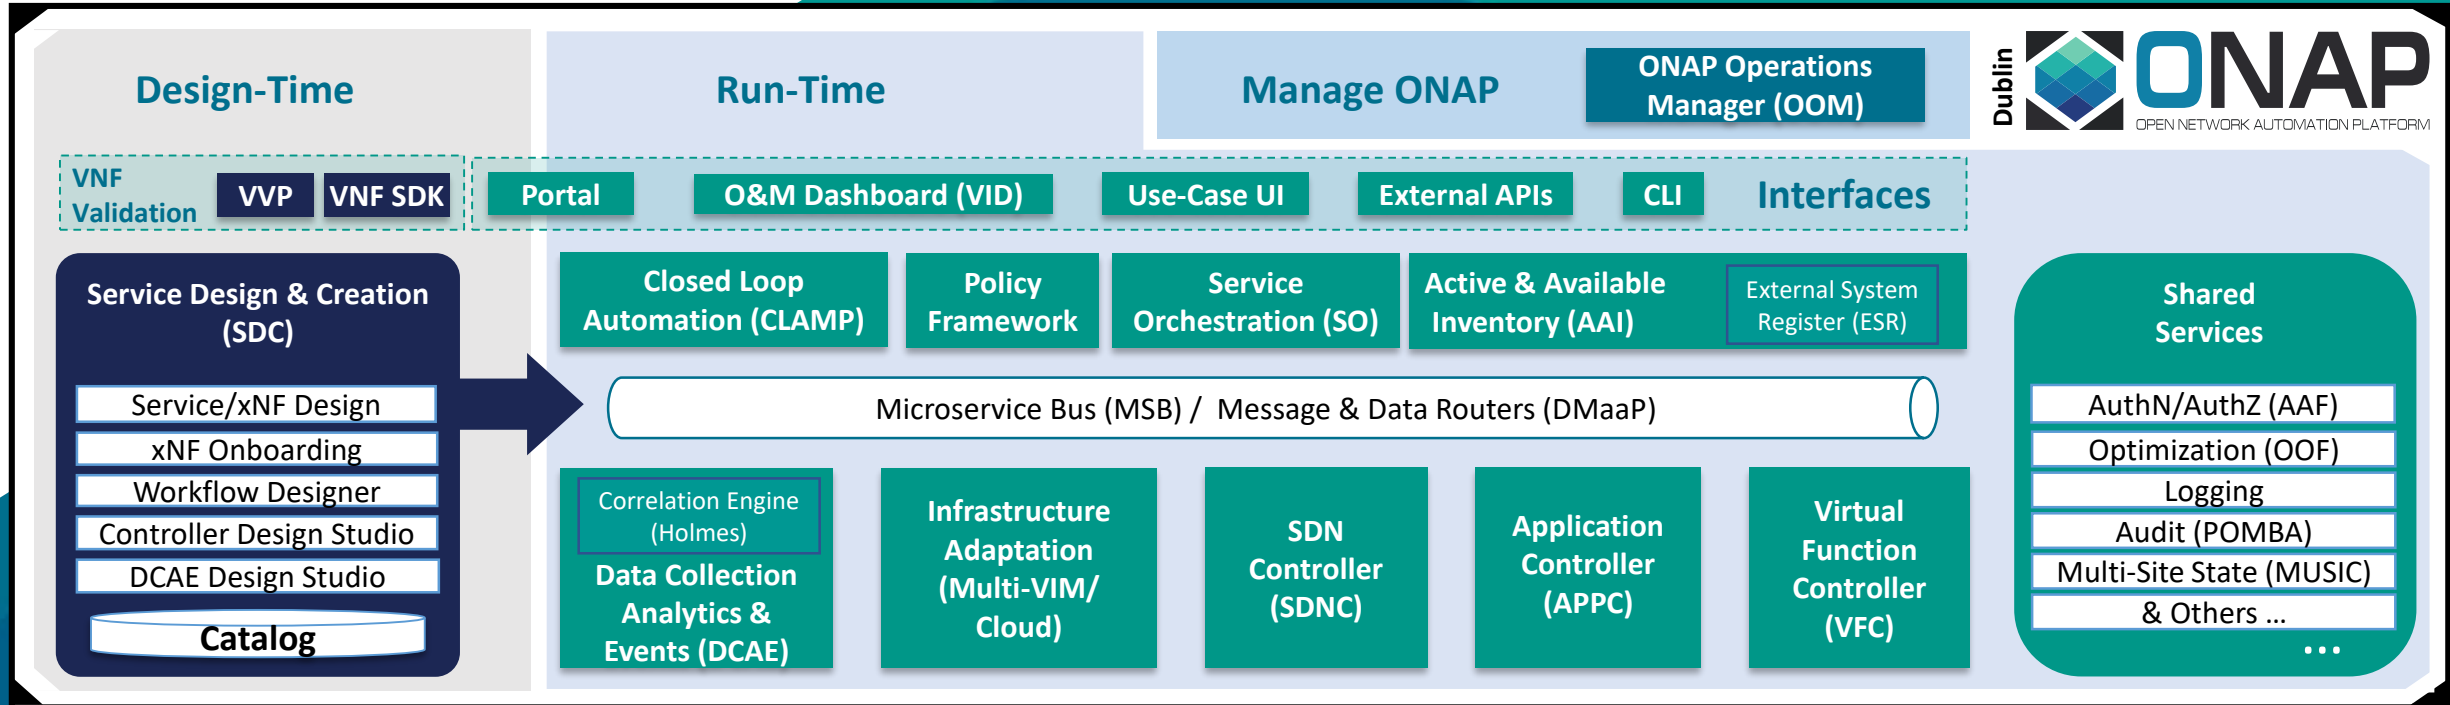 Design-Time
Run-Time
Manage ONAP
ONAP Operations
Manager (OOM)
Dublin
ONAP
OPEN NETWORK AUTOMATION PLATFORM
VNF
Validation
VVP
VNF SDK
Portal
O&M Dashboard (VID)
Use-Case UI
External APIs
CLI
Interfaces
Service Design & Creation
(SDC)
Service/xNF Design
xNF Onboarding
Workflow Designer
Controller Design Studio
DCAE Design Studio
Catalog
Closed Loop
Automation (CLAMP)
Policy
Framework
Service
Orchestration (SO)
Active & Available
Inventory (AAI)
External System
Register (ESR)
Microservice Bus (MSB) / Message & Data Routers (DMaaP)
Correlation Engine
(Holmes)
Data Collection
Analytics &
Events (DCAE)
Infrastructure
Adaptation
(Multi-VIM/
Cloud)
SDN
Controller
(SDNC)
Application
Controller
(APPC)
Virtual
Function
Controller
(VFC)
Shared
Services
AuthN/AuthZ (AAF)
Optimization (OOF)
Logging
Audit (POMBA)
Multi-Site State (MUSIC)
& Others ...
...